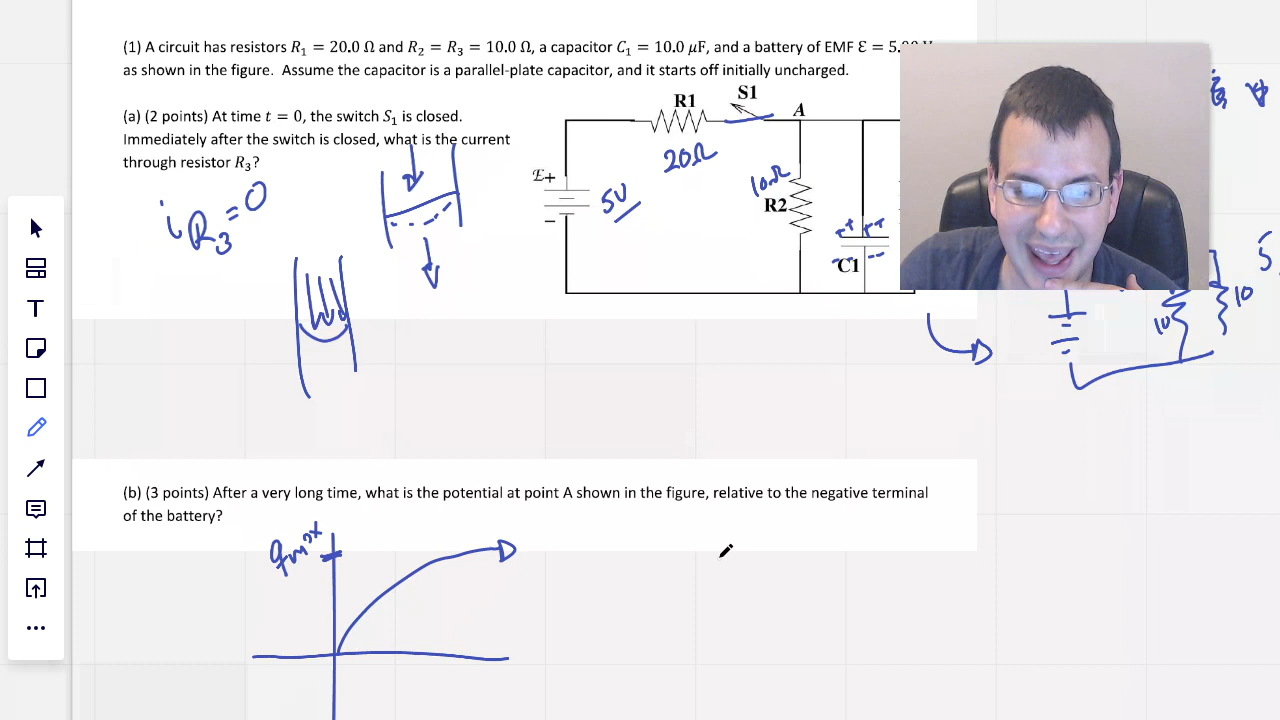 (1) A circuit has resistors R₁ = 20.0 Ω and R₂ = R₃ = 10.0 Ω, a capacitor C₁ = 10.0 μF, and a battery of EMF Ɛ = 5.
as shown in the figure. Assume the capacitor is a parallel-plate capacitor, and it starts off initially uncharged.
(a) (2 points) At time t = 0, the switch S₁ is closed.
Immediately after the switch is closed, what is the current
through resistor R₃?
i R₃ = 0
R1
S1
A
20Ω
Ɛ+
−
5V
10Ω
R2
++ ++
-- --
C1
10
10
5
(b) (3 points) After a very long time, what is the potential at point A shown in the figure, relative to the negative terminal
of the battery?
qmax
T